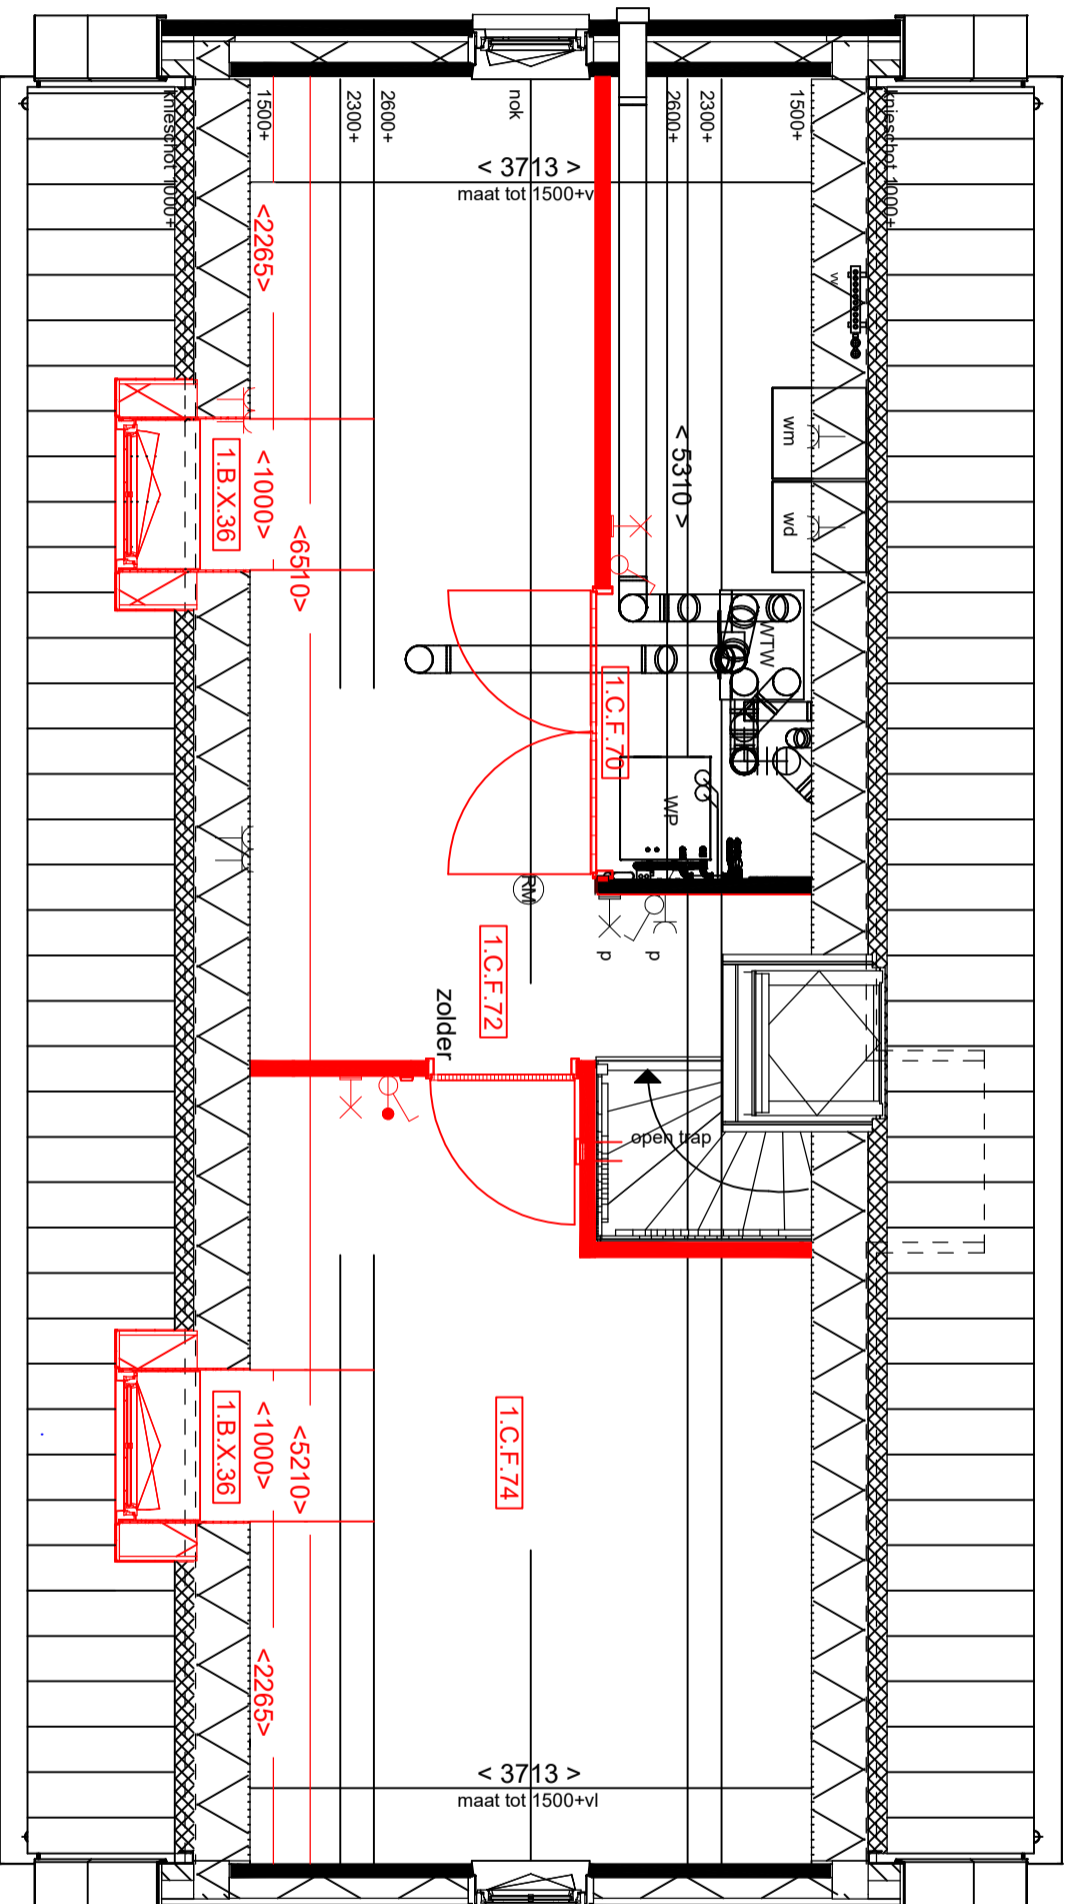 knieschot 1000+
1500+
2300+
2600+
nok
2600+
2300+
1500+
knieschot 1000+
< 3713 >
maat tot 1500+v
<2265>
wm
< 5310 >
1.B.X.36
<1000>
<6510>
wd
WTW
1.C.F.70
WP
RM
1.C.F.72
p
p
zolder
open trap
1.B.X.36
<1000>
<5210>
1.C.F.74
<2265>
< 3713 >
maat tot 1500+vl